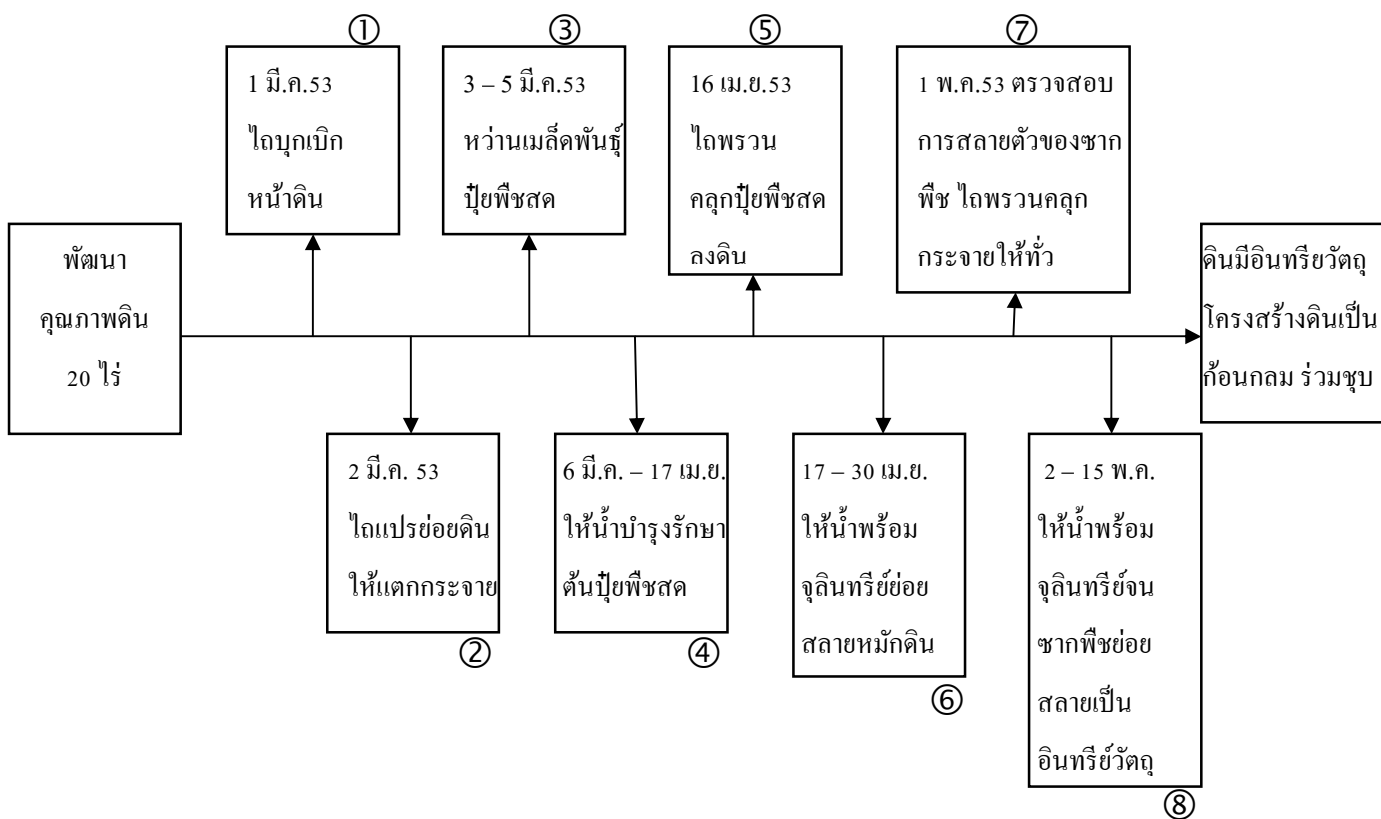 พัฒนา
คุณภาพดิน
20 ไร่
①
1 มี.ค.53
ไถบุกเบิก
หน้าดิน
2 มี.ค. 53
ไถแปรย่อยดิน
ให้แตกกระจาย
②
③
3 – 5 มี.ค.53
หว่านเมล็ดพันธุ์
ปุ๋ยพืชสด
6 มี.ค. – 17 เม.ย.
ให้น้ำบำรุงรักษา
ต้นปุ๋ยพืชสด
④
⑤
16 เม.ย.53
ไถพรวน
คลุกปุ๋ยพืชสด
ลงดิน
17 – 30 เม.ย.
ให้น้ำพร้อม
จุลินทรีย์ย่อย
สลายหมักดิน
⑥
⑦
1 พ.ค.53 ตรวจสอบ
การสลายตัวของซาก
พืช ไถพรวนคลุก
กระจายให้ทั่ว
2 – 15 พ.ค.
ให้น้ำพร้อม
จุลินทรีย์จน
ซากพืชย่อย
สลายเป็น
อินทรีย์วัตถุ
⑧
ดินมีอินทรียวัตถุ
โครงสร้างดินเป็น
ก้อนกลม ร่วมซุบ